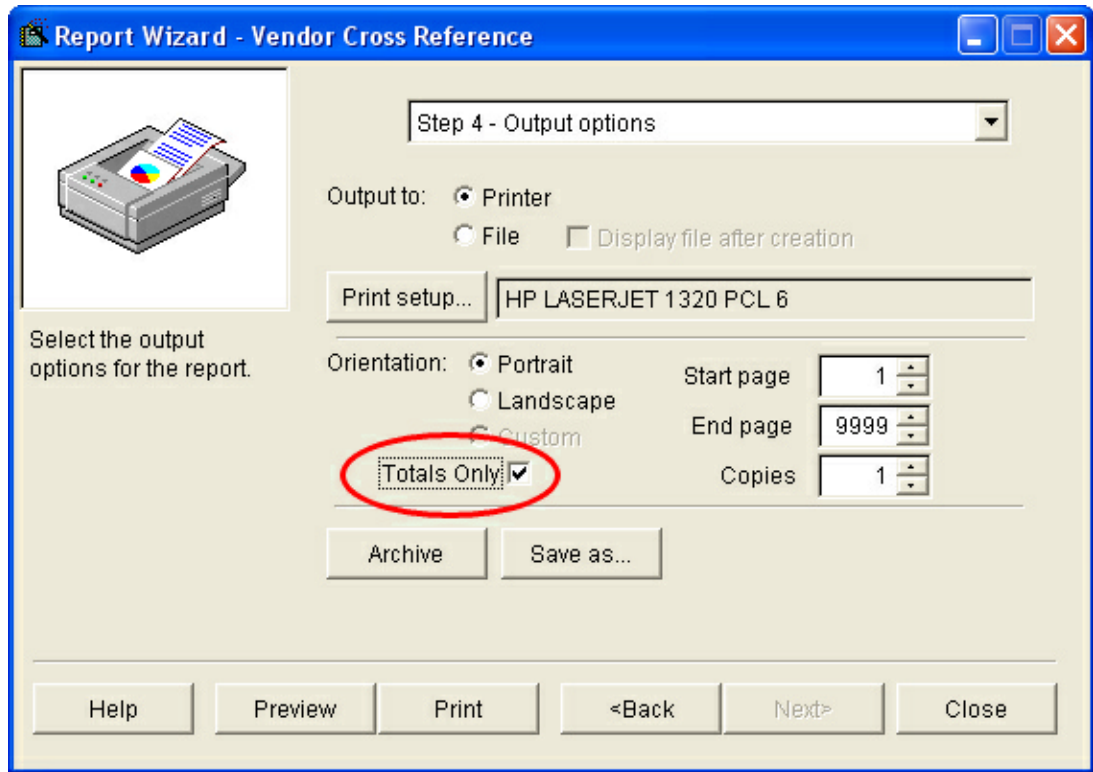 Report Wizard - Vendor Cross Reference
Step 4 - Output options
Output to: Printer
File Display file after creation
Print setup... HP LASERJET 1320 PCL 6
Select the output
options for the report.
Orientation: Portrait
Landscape
Custom
Totals Only
Start page 1
End page 9999
Copies 1
Archive Save as...
Help Preview Print <Back Next> Close